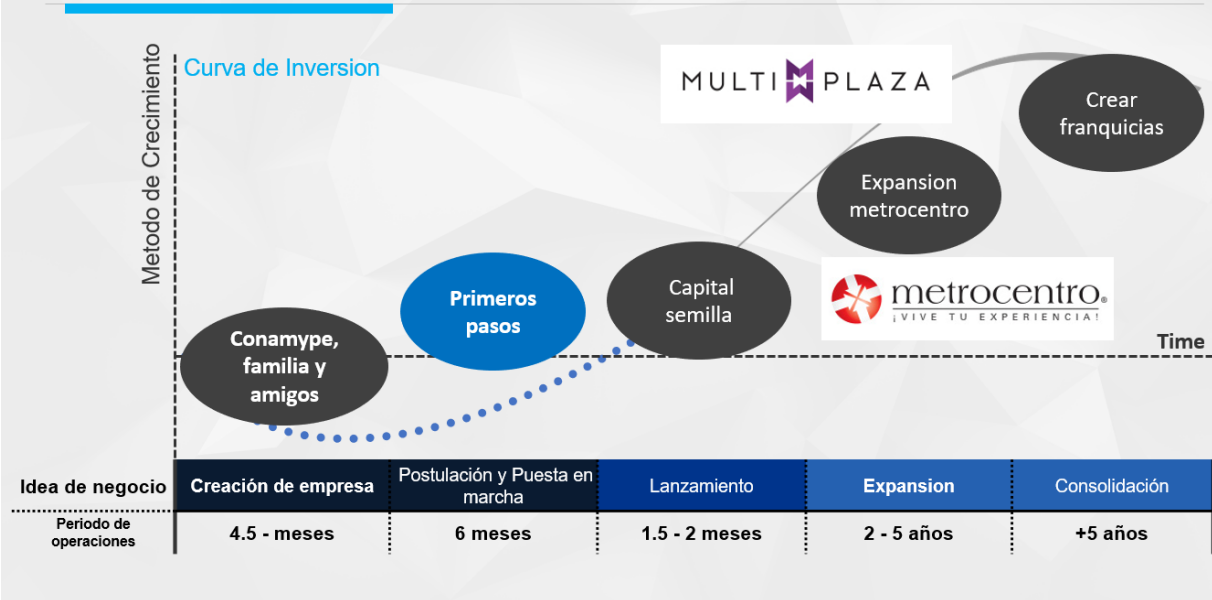 Curva de Inversion
Metodo de Crecimiento
MULTI PLAZA
Crear
franquicias
Expansion
metrocentro
metrocentro®
¡VIVE TU EXPERIENCIA!
Capital
semilla
Primeros
pasos
Conamype,
familia y
amigos
Time
Idea de negocio
Creación de empresa
Postulación y Puesta en
marcha
Lanzamiento
Expansion
Consolidación
Periodo de
operaciones
4.5 - meses
6 meses
1.5 - 2 meses
2 - 5 años
+5 años